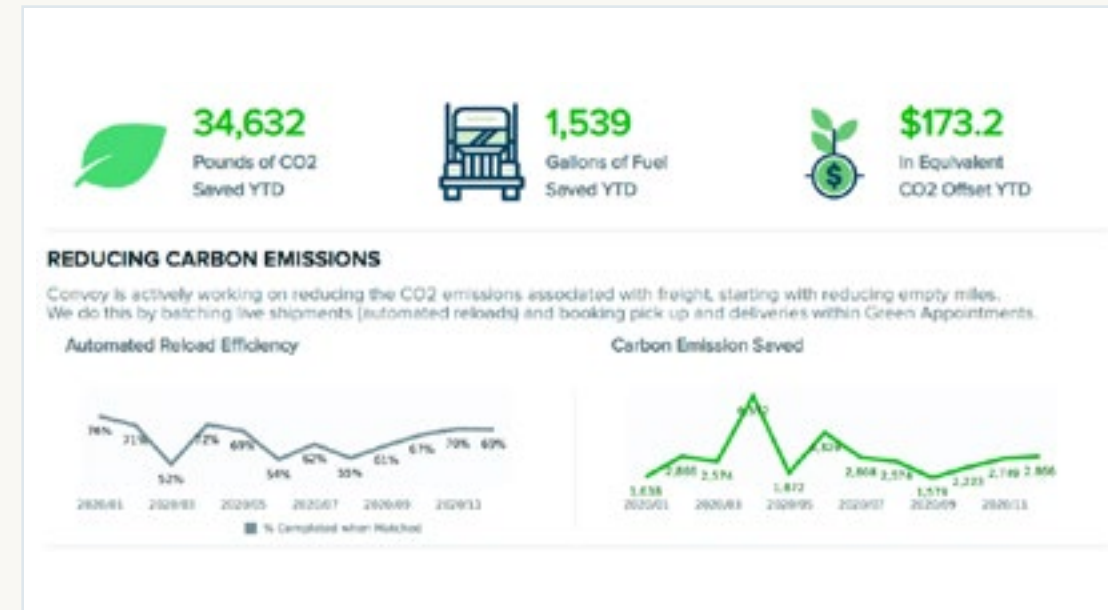 34,632
Pounds of CO2
Saved YTD
1,539
Gallons of Fuel
Saved YTD
$173.2
In Equivalent
CO2 Offset YTD
REDUCING CARBON EMISSIONS
Convoy is actively working on reducing the CO2 emissions associated with freight, starting with reducing empty miles.
We do this by batching live shipments (automated reloads) and booking pick up and deliveries within Green Appointments.
Automated Reload Efficiency
76% 71% 52% 72% 69% 54% 62% 55% 61% 67% 70% 69%
2020/01 2020/03 2020/05 2020/07 2020/09 2020/11
% Completed when Matched
Carbon Emission Saved
2,866 2,574 1,872 2,868 2,574 1,579 2,223 2,749 2,866
2020/01 2020/03 2020/05 2020/07 2020/09 2020/11